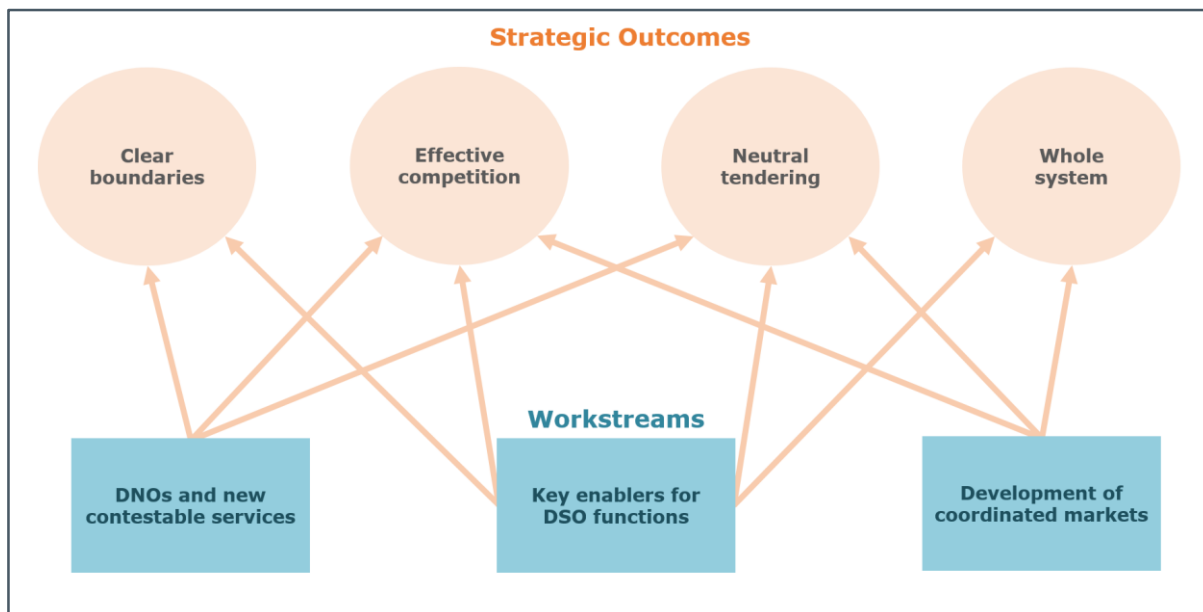 Strategic Outcomes
Clear
boundaries
Effective
competition
Neutral
tendering
Whole
system
Workstreams
DNOs and new
contestable services
Key enablers for
DSO functions
Development of
coordinated markets